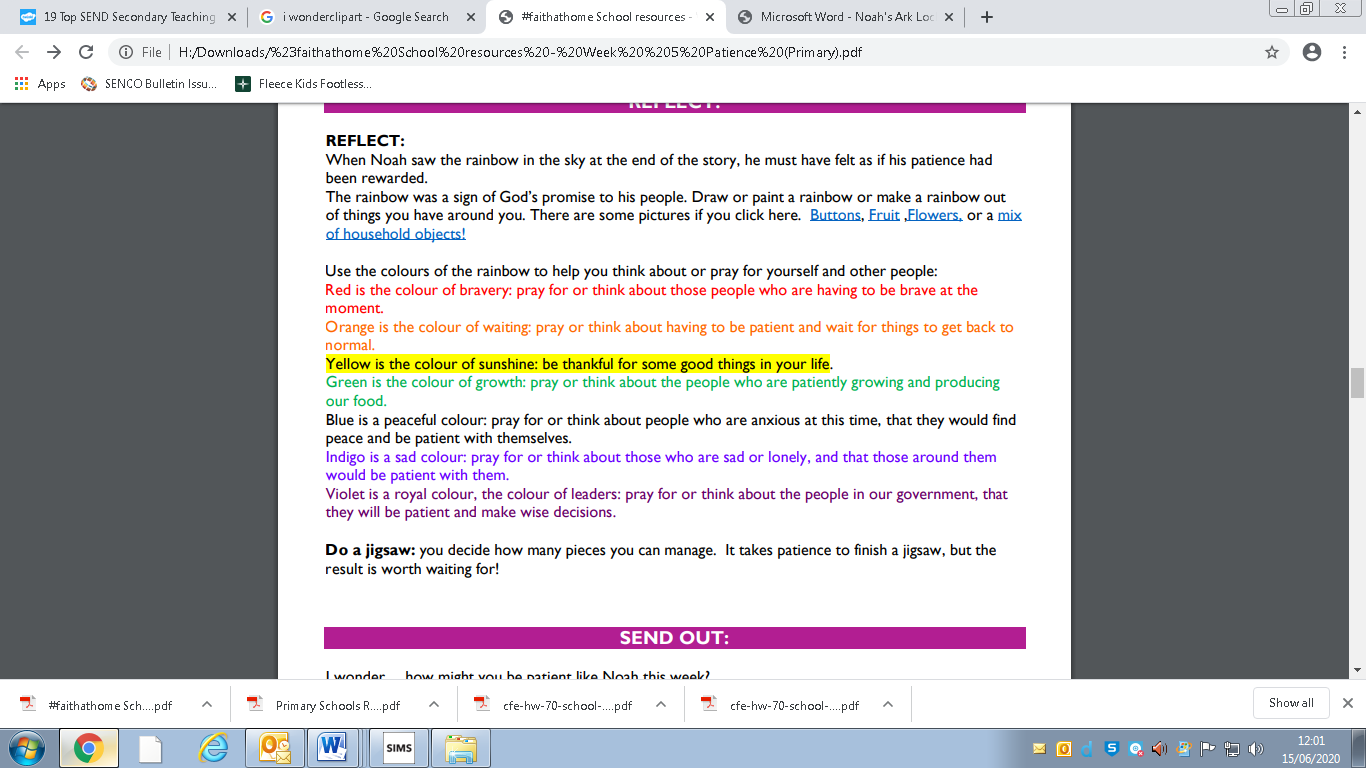 19 Top SEND Secondary Teaching
i wonderclipart - Google Search
#faithathome School resources -
Microsoft Word - Noah's Ark Loc
File | H:/Downloads/%23faithathome%20School%20resources%20-%20Week%20%205%20Patience%20(Primary).pdf
Apps
SENCO Bulletin Issu...
Fleece Kids Footless...
REFLECT:
REFLECT:
When Noah saw the rainbow in the sky at the end of the story, he must have felt as if his patience had
been rewarded.
The rainbow was a sign of God's promise to his people. Draw or paint a rainbow or make a rainbow out
of things you have around you. There are some pictures if you click here.  Buttons, Fruit ,Flowers, or a mix
of household objects!
Use the colours of the rainbow to help you think about or pray for yourself and other people:
Red is the colour of bravery: pray for or think about those people who are having to be brave at the
moment.
Orange is the colour of waiting: pray or think about having to be patient and wait for things to get back to
normal.
Yellow is the colour of sunshine: be thankful for some good things in your life.
Green is the colour of growth: pray or think about the people who are patiently growing and producing
our food.
Blue is a peaceful colour: pray for or think about people who are anxious at this time, that they would find
peace and be patient with themselves.
Indigo is a sad colour: pray for or think about those who are sad or lonely, and that those around them
would be patient with them.
Violet is a royal colour, the colour of leaders: pray for or think about the people in our government, that
they will be patient and make wise decisions.
Do a jigsaw: you decide how many pieces you can manage.  It takes patience to finish a jigsaw, but the
result is worth waiting for!
SEND OUT:
I wonder... how might you be patient like Noah this week?
#faithathome Sch....pdf
Primary Schools R....pdf
cfe-hw-70-school-....pdf
cfe-hw-70-school-....pdf
Show all
SIMS
12:01
15/06/2020